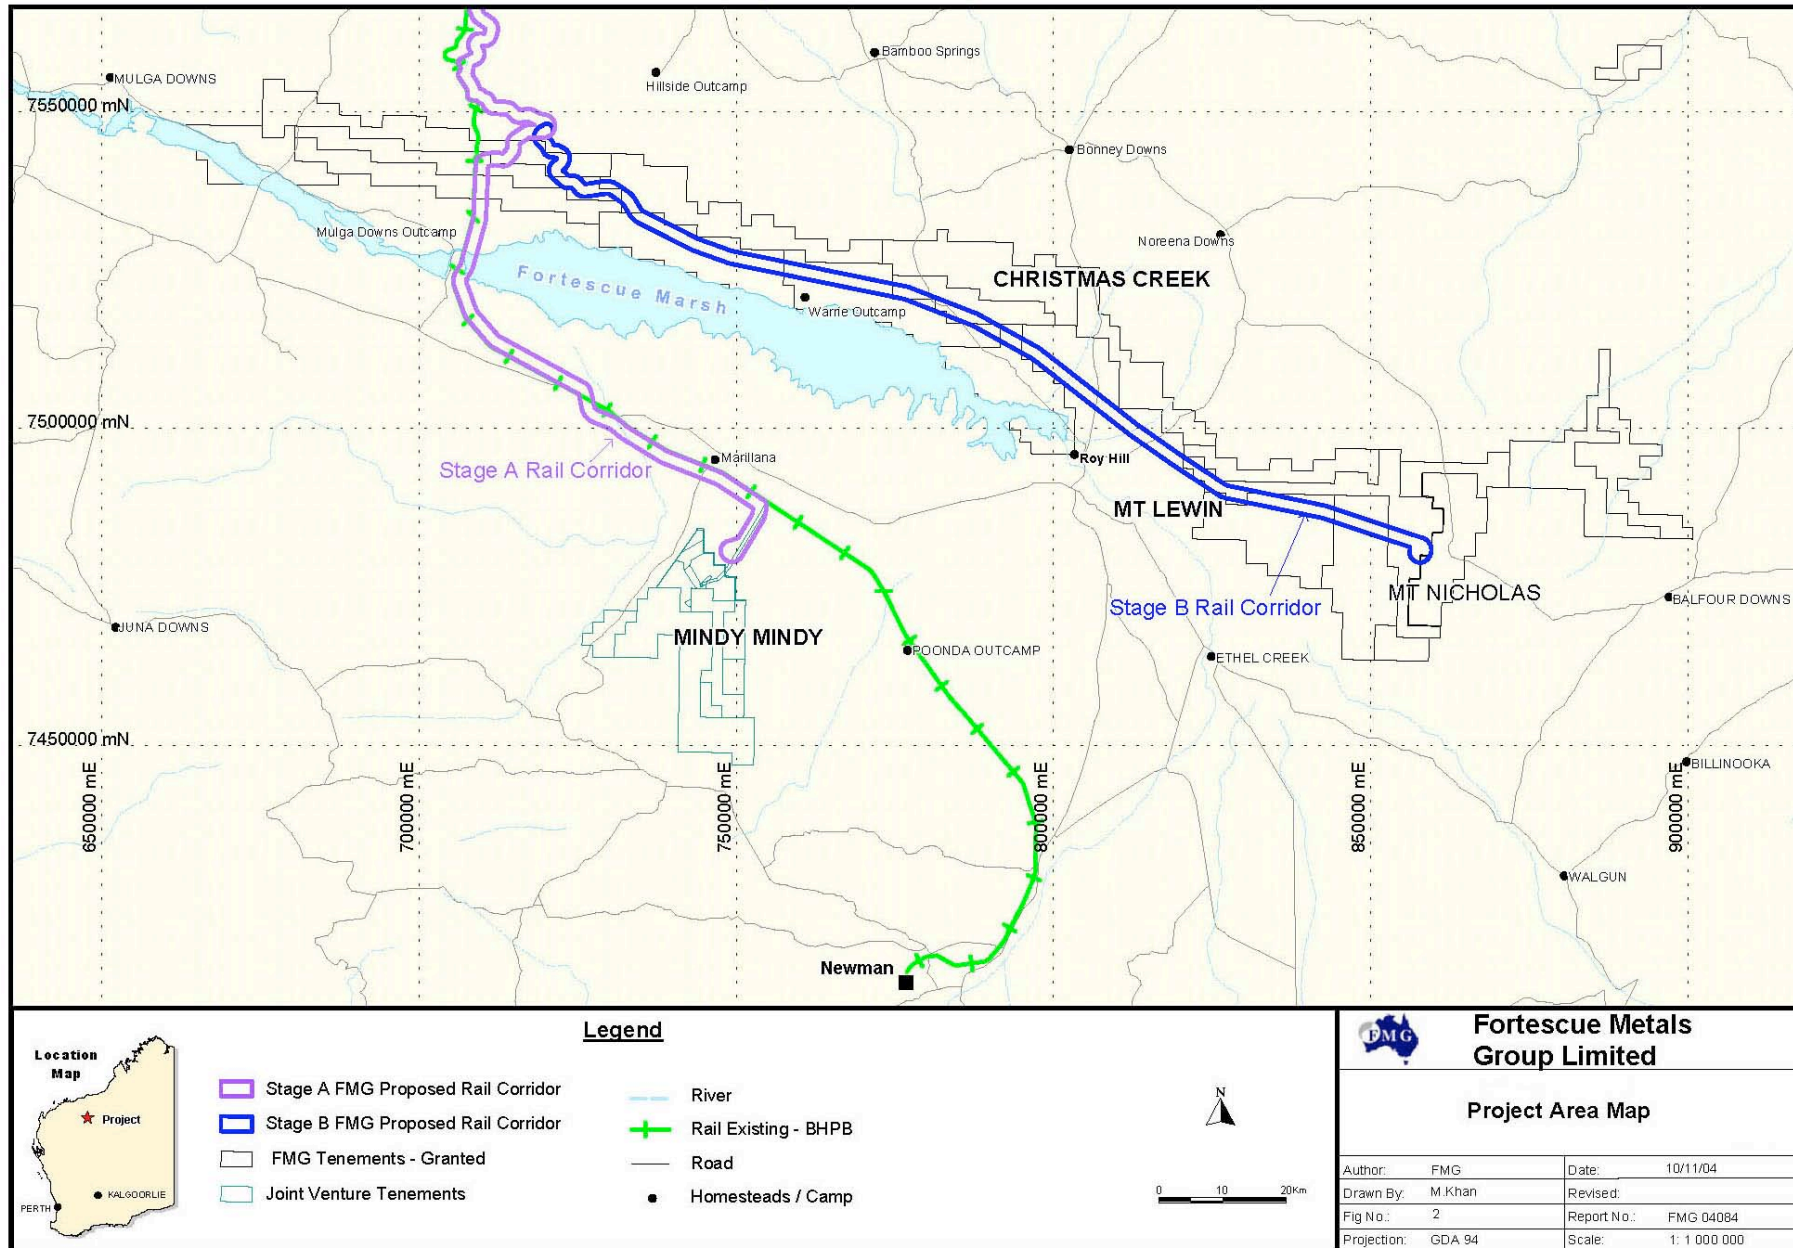 Bamboo Springs
MULGA DOWNS
Hillside Outcamp
7550000 mN
Bonney Downs
Mulga Downs Outcamp
Noreena Downs
Fortescue Marsh
CHRISTMAS CREEK
Warrie Outcamp
7500000 mN
Marillana
Roy Hill
Stage A Rail Corridor
MT LEWIN
MT NICHOLAS
BALFOUR DOWNS
Stage B Rail Corridor
JUNA DOWNS
MINDY MINDY
POONDA OUTCAMP
ETHEL CREEK
7450000 mN
BILLINOOKA
650000 mE
700000 mE
750000 mE
800000 mE
850000 mE
900000 mE
WALGUN
Newman
Legend
Location
Map
Project
KALGOORLIE
PERTH
Stage A FMG Proposed Rail Corridor
Stage B FMG Proposed Rail Corridor
FMG Tenements - Granted
Joint Venture Tenements
River
Rail Existing - BHPB
Road
Homesteads / Camp
N
0 10 20Km
FMG
Fortescue Metals
Group Limited
Project Area Map
Author: FMG Date: 10/11/04
Drawn By: M.Khan Revised:
Fig No.: 2 Report No.: FMG 04084
Projection: GDA 94 Scale: 1: 1 000 000